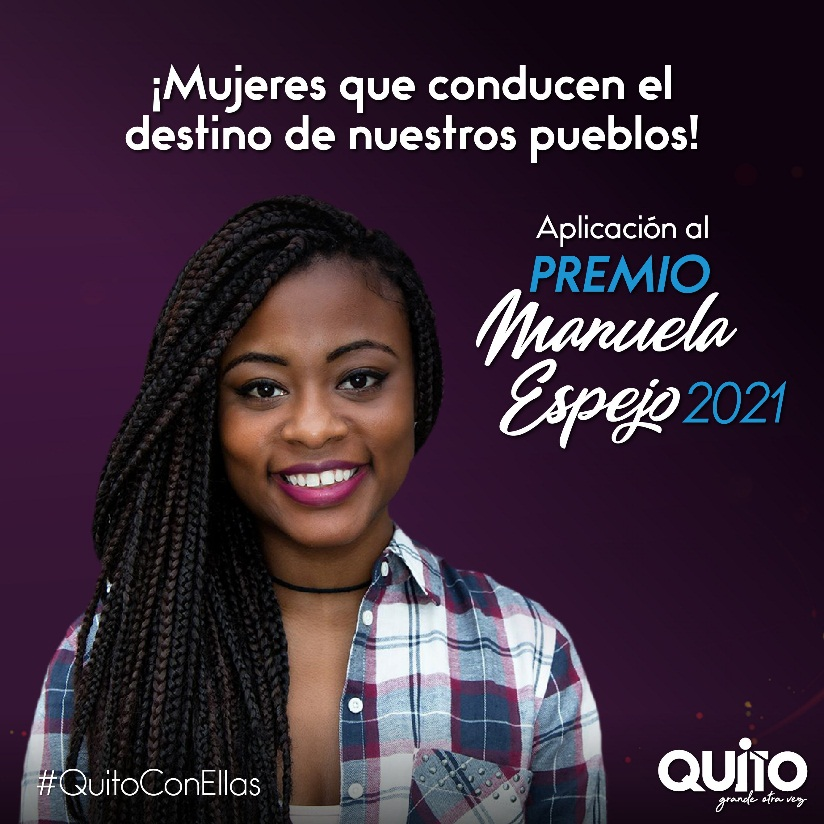 ¡Mujeres que conducen el
destino de nuestros pueblos!
Aplicación al
PREMIO
Manuela
Espejo 2021
#QuitoConEllas
QUITO
grande otra vez